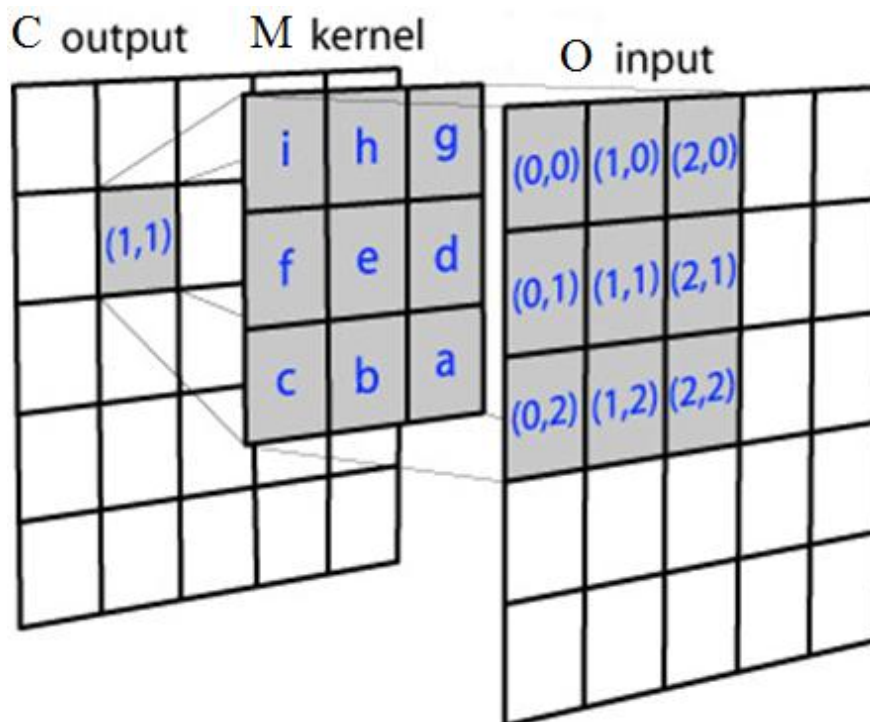 C output
M kernel
O input
i h g
f e d
c b a
(1,1)
(0,0) (1,0) (2,0)
(0,1) (1,1) (2,1)
(0,2) (1,2) (2,2)